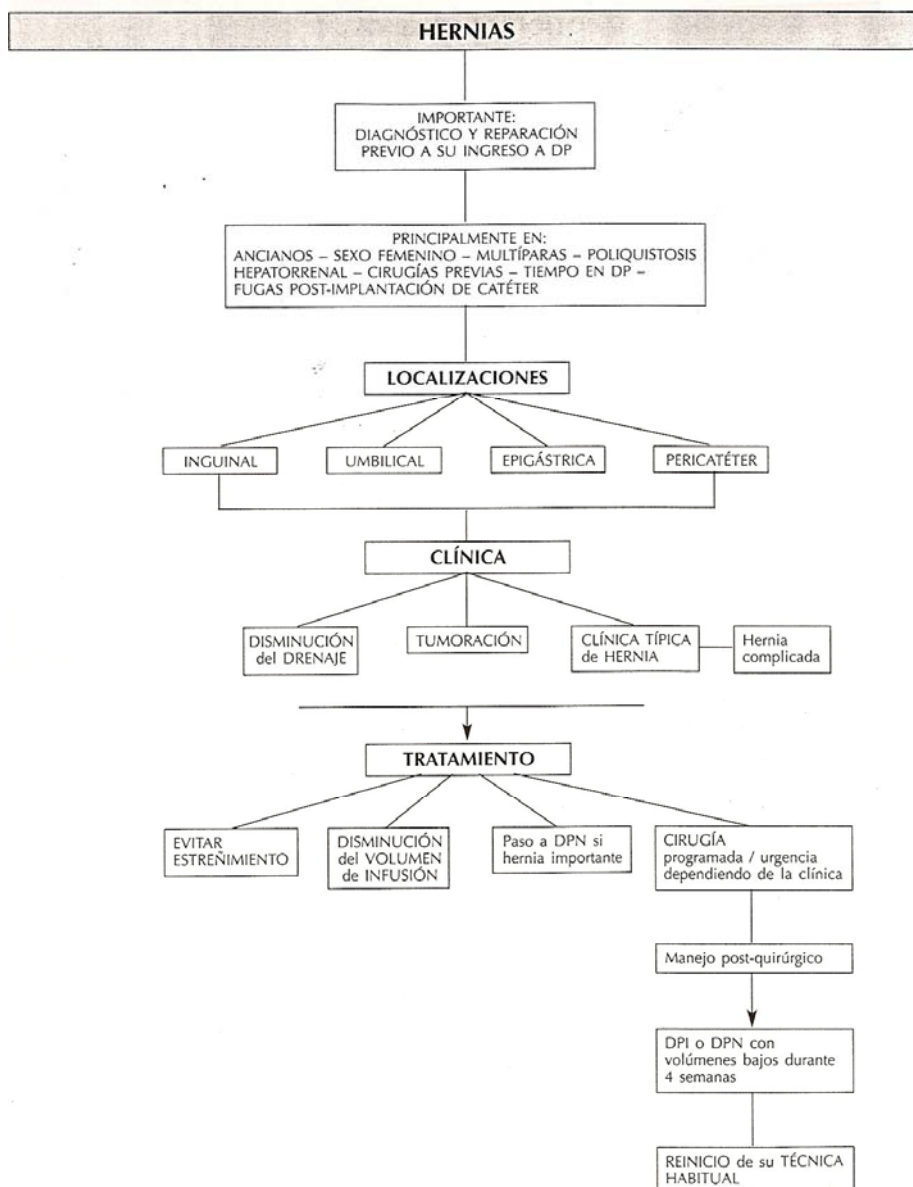 HERNIAS
IMPORTANTE:
DIAGNÓSTICO Y REPARACIÓN
PREVIO A SU INGRESO A DP
PRINCIPALMENTE EN:
ANCIANOS – SEXO FEMENINO – MULTÍPARAS – POLIQUISTOSIS
HEPATORRENAL – CIRUGÍAS PREVIAS – TIEMPO EN DP –
FUGAS POST-IMPLANTACIÓN DE CATÉTER
LOCALIZACIONES
INGUINAL
UMBILICAL
EPIGÁSTRICA
PERICATÉTER
CLÍNICA
DISMINUCIÓN
del DRENAJE
TUMORACIÓN
CLÍNICA TÍPICA
de HERNIA
Hernia
complicada
TRATAMIENTO
EVITAR
ESTREÑIMIENTO
DISMINUCIÓN
del VOLUMEN
de INFUSIÓN
Paso a DPN si
hernia importante
CIRUGÍA
programada / urgencia
dependiendo de la clínica
Manejo post-quirúrgico
DPI o DPN con
volúmenes bajos durante
4 semanas
REINICIO de su TÉCNICA
HABITUAL